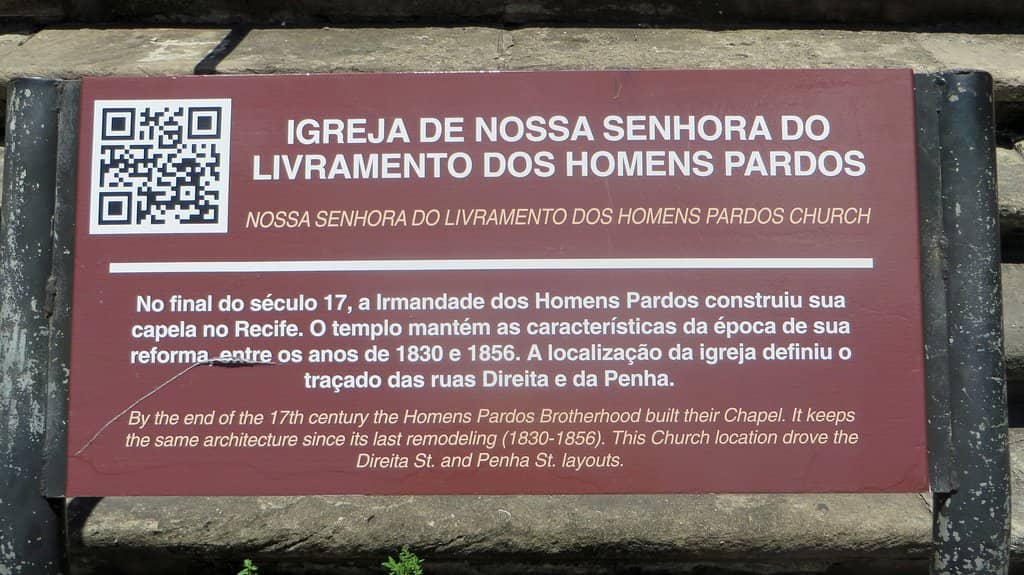 IGREJA DE NOSSA SENHORA DO
LIVRAMENTO DOS HOMENS PARDOS
NOSSA SENHORA DO LIVRAMENTO DOS HOMENS PARDOS CHURCH
No final do século 17, a Irmandade dos Homens Pardos construiu sua
capela no Recife. O templo mantém as características da época de sua
reforma, entre os anos de 1830 e 1856. A localização da igreja definiu o
traçado das ruas Direita e da Penha.
By the end of the 17th century the Homens Pardos Brotherhood built their Chapel. It keeps
the same architecture since its last remodeling (1830-1856). This Church location drove the
Direita St. and Penha St. layouts.